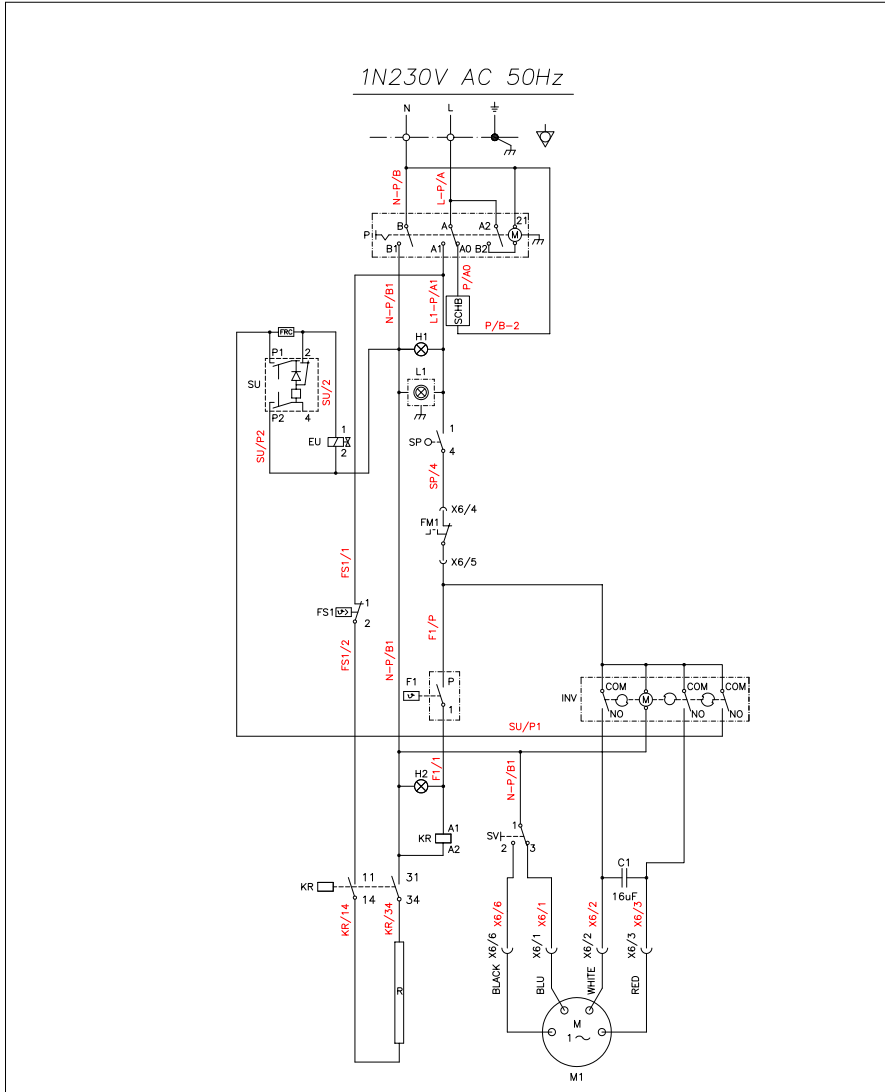 1N230V AC 50Hz
N L
N-P/B
L-P/A
B A A2 21
P M
B1 A1 A0 B2
P/A0
N-P/B1
L1-P/A1
SCHB
P/B-2
FRC
H1
P1 2
SU
SU/2
L1
P2 4
SU/P2
EU 1
2
SP 1
4
SP/4
X6/4
FM1
X6/5
FS1/1
FS1 1
2
F1/P
FS1/2
N-P/B1
F1 P
1
INV COM M COM COM
NO NO NO
SU/P1
F1/1
N-P/B1
H2
KR A1
A2
SV 1
2 3
C1
16uF
KR 11 31
14 34
KR/14
KR/34
X6/6 X6/1 X6/2 X6/3
X6/6 X6/1 X6/2 X6/3
BLACK BLU WHITE RED
R
M
1
M1